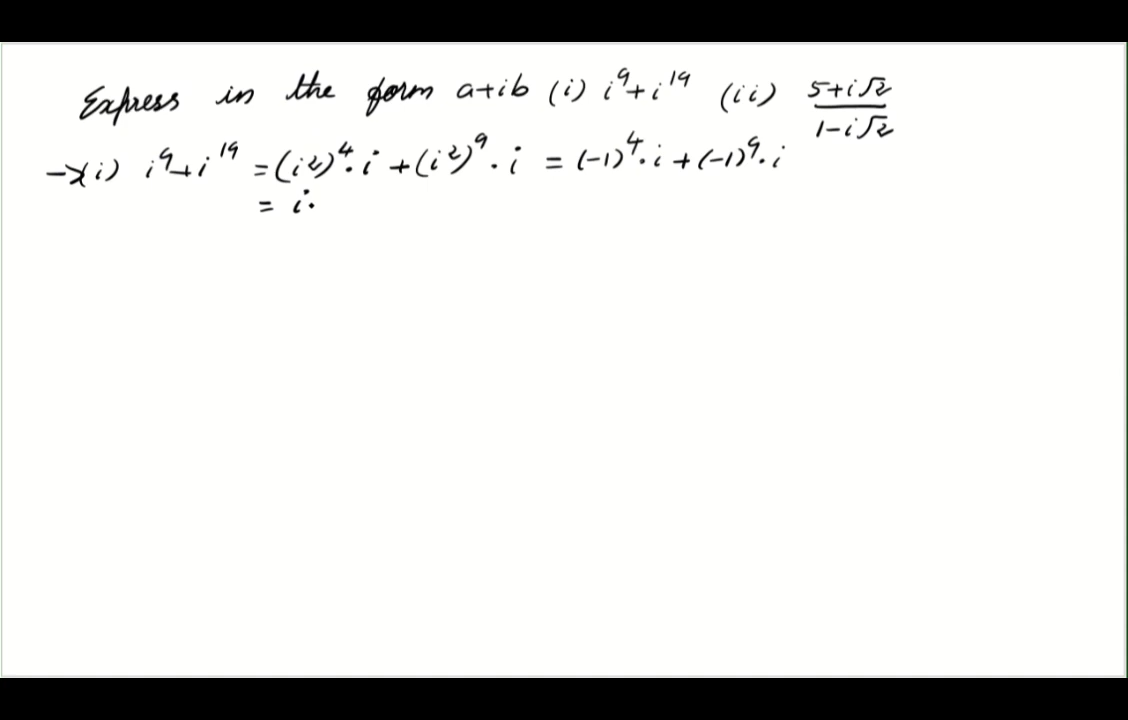 Express in the form a+ib (i) i⁹+i¹⁹ (ii) (5+i√2)/(1-i√2)
→(i) i⁹+i¹⁹ = (i²)⁴·i + (i²)⁹·i = (-1)⁴·i + (-1)⁹·i
= i·